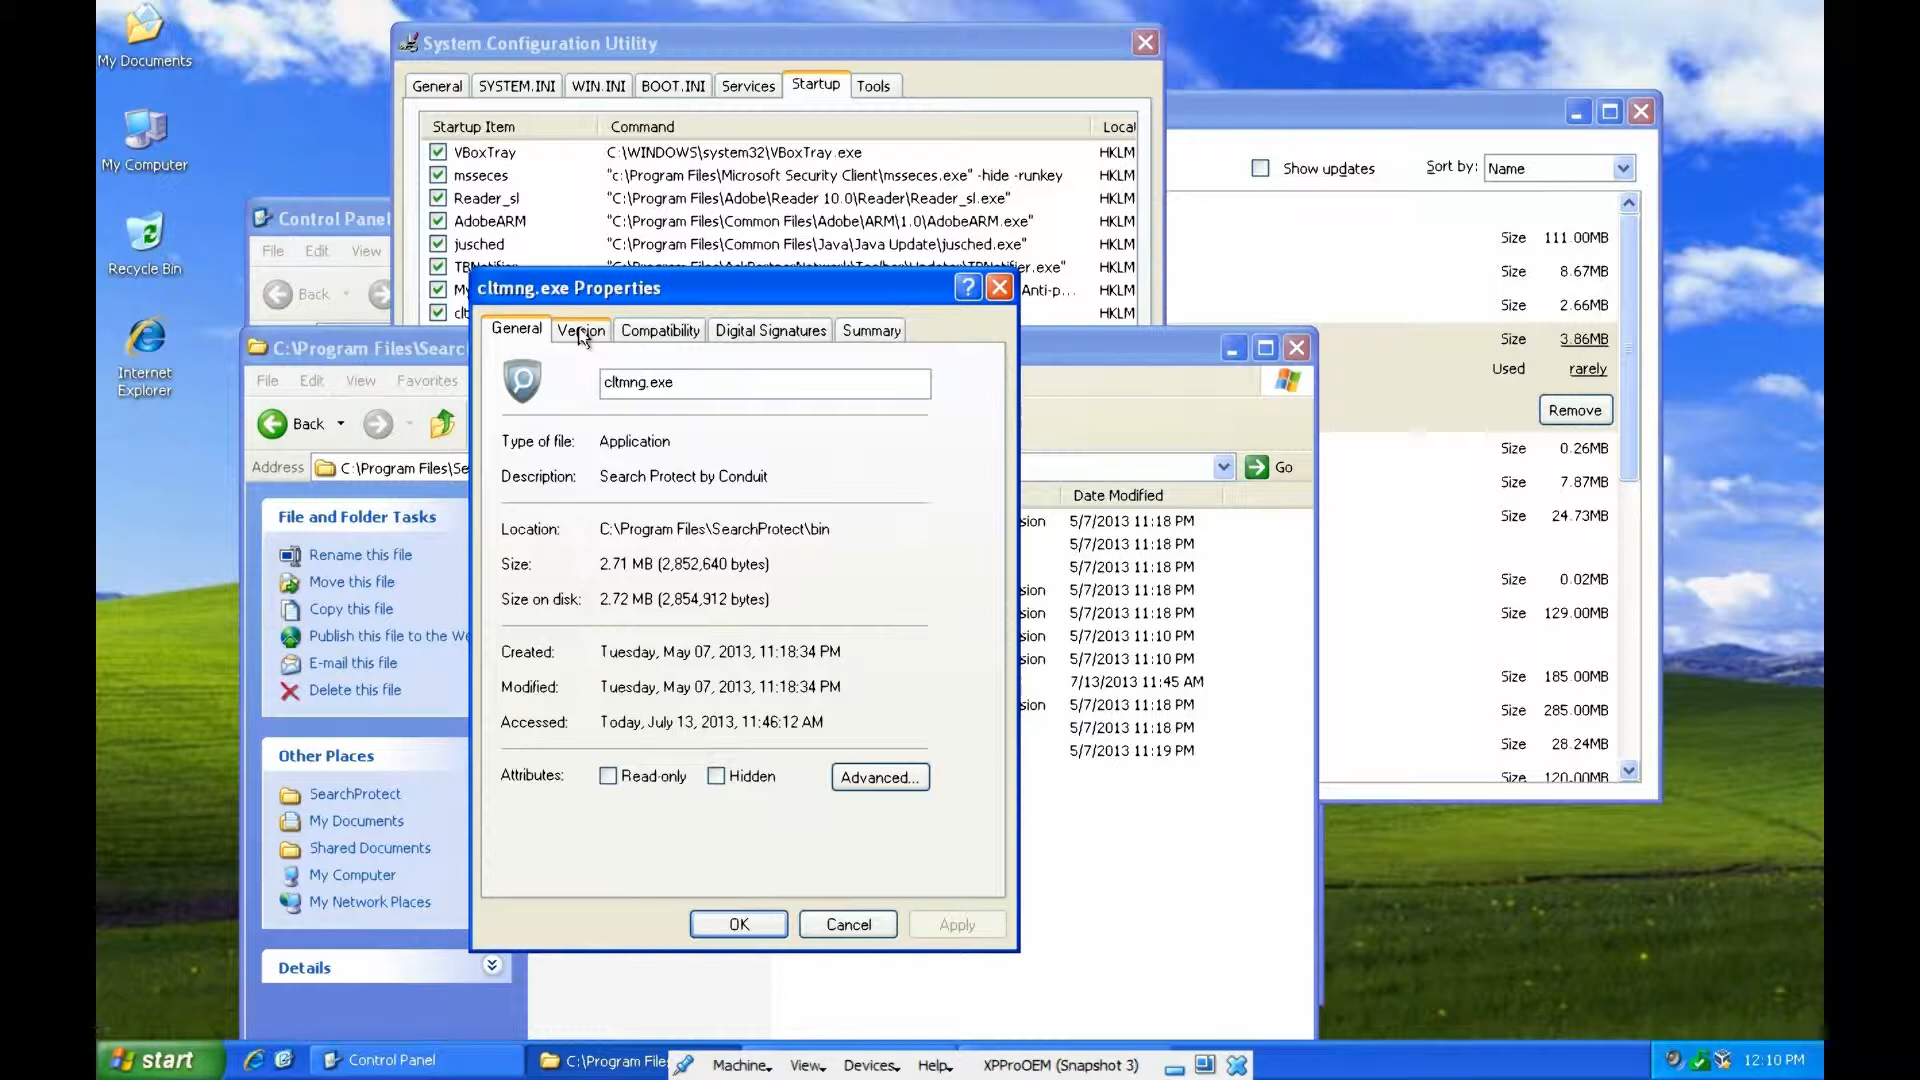 My Documents
My Computer
Recycle Bin
Internet
Explorer
System Configuration Utility
General
SYSTEM.INI
WIN.INI
BOOT.INI
Services
Startup
Tools
Startup Item
Command
Local
VBoxTray
C:\WINDOWS\system32\VBoxTray.exe
HKLM
msseces
"c:\Program Files\Microsoft Security Client\msseces.exe" -hide -runkey
HKLM
Reader_sl
"C:\Program Files\Adobe\Reader 10.0\Reader\Reader_sl.exe"
HKLM
AdobeARM
"C:\Program Files\Common Files\Adobe\ARM\1.0\AdobeARM.exe"
HKLM
jusched
"C:\Program Files\Common Files\Java\Java Update\jusched.exe"
HKLM
HKLM
Anti-p...
HKLM
HKLM
Show updates
Sort by:
Name
Size 111.00MB
Size 8.67MB
Size 2.66MB
Size 3.86MB
Used rarely
Remove
Size 0.26MB
Size 7.87MB
Size 24.73MB
Size 0.02MB
Size 129.00MB
Size 185.00MB
Size 285.00MB
Size 28.24MB
Size 120.00MB
Control Panel
File Edit View
Back
C:\Program Files\Searc
File Edit View Favorites
Back
Address
C:\Program Files\Se
Go
File and Folder Tasks
Rename this file
Move this file
Copy this file
Publish this file to the We
E-mail this file
Delete this file
Other Places
SearchProtect
My Documents
Shared Documents
My Computer
My Network Places
Details
cltmng.exe Properties
?
General
Version
Compatibility
Digital Signatures
Summary
cltmng.exe
Type of file: Application
Description: Search Protect by Conduit
Location: C:\Program Files\SearchProtect\bin
Size: 2.71 MB (2,852,640 bytes)
Size on disk: 2.72 MB (2,854,912 bytes)
Created: Tuesday, May 07, 2013, 11:18:34 PM
Modified: Tuesday, May 07, 2013, 11:18:34 PM
Accessed: Today, July 13, 2013, 11:46:12 AM
Attributes: Read-only Hidden
Advanced...
OK
Cancel
Apply
Date Modified
sion 5/7/2013 11:18 PM
5/7/2013 11:18 PM
5/7/2013 11:18 PM
sion 5/7/2013 11:18 PM
sion 5/7/2013 11:18 PM
sion 5/7/2013 11:10 PM
sion 5/7/2013 11:10 PM
7/13/2013 11:45 AM
sion 5/7/2013 11:18 PM
5/7/2013 11:18 PM
5/7/2013 11:19 PM
start
Control Panel
C:\Program File
Machine
View
Devices
Help
XPProOEM (Snapshot 3)
12:10 PM